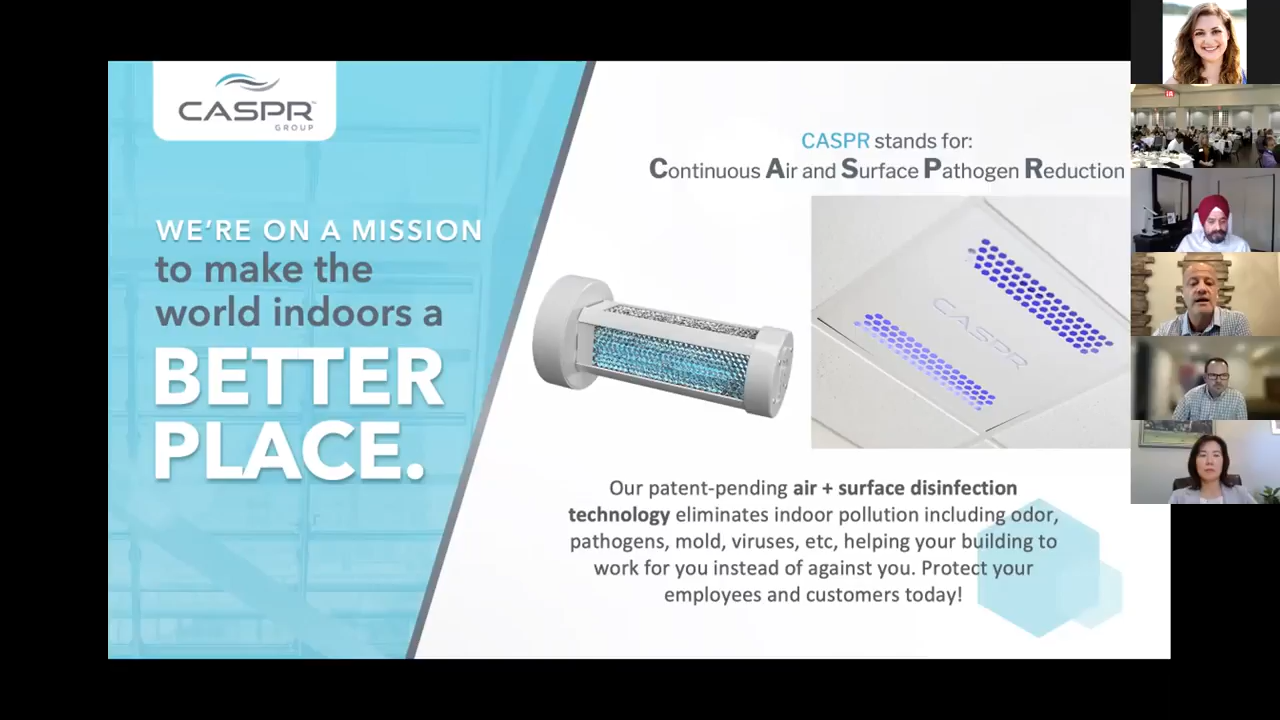 CASPR™
GROUP
WE'RE ON A MISSION
to make the
world indoors a
BETTER
PLACE.
CASPR stands for:
Continuous Air and Surface Pathogen Reduction
CASPR
Our patent-pending air + surface disinfection
technology eliminates indoor pollution including odor,
pathogens, mold, viruses, etc, helping your building to
work for you instead of against you. Protect your
employees and customers today!